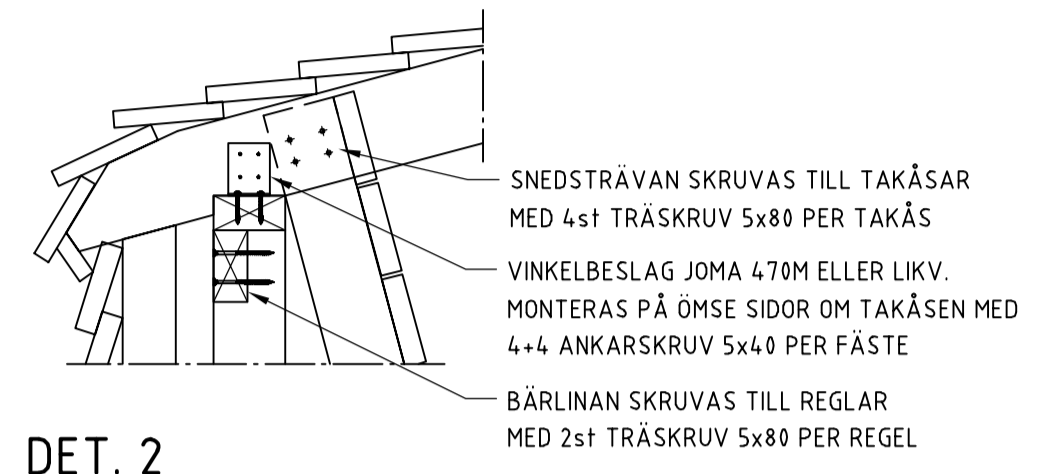 SNEDSTRÄVAN SKRUVAS TILL TAKÅSAR
MED 4st TRÄSKRUV 5x80 PER TAKÅS
VINKELBESLAG JOMA 470M ELLER LIKV.
MONTERAS PÅ ÖMSE SIDOR OM TAKÅSEN MED
4+4 ANKARSKRUV 5x40 PER FÄSTE
BÄRLINAN SKRUVAS TILL REGLAR
MED 2st TRÄSKRUV 5x80 PER REGEL
DET. 2